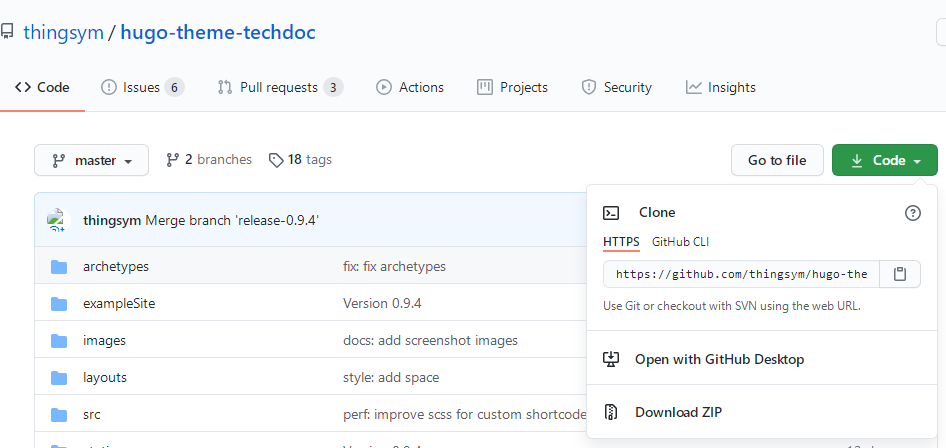 thingsym / hugo-theme-techdoc
Code Issues 6 Pull requests 3 Actions Projects Security Insights
master 2 branches 18 tags Go to file Code
thingsym Merge branch 'release-0.9.4'
archetypes fix: fix archetypes
exampleSite Version 0.9.4
images docs: add screenshot images
layouts style: add space
src perf: improve scss for custom shortcode
Clone
HTTPS GitHub CLI
https://github.com/thingsym/hugo-the
Use Git or checkout with SVN using the web URL.
Open with GitHub Desktop
Download ZIP